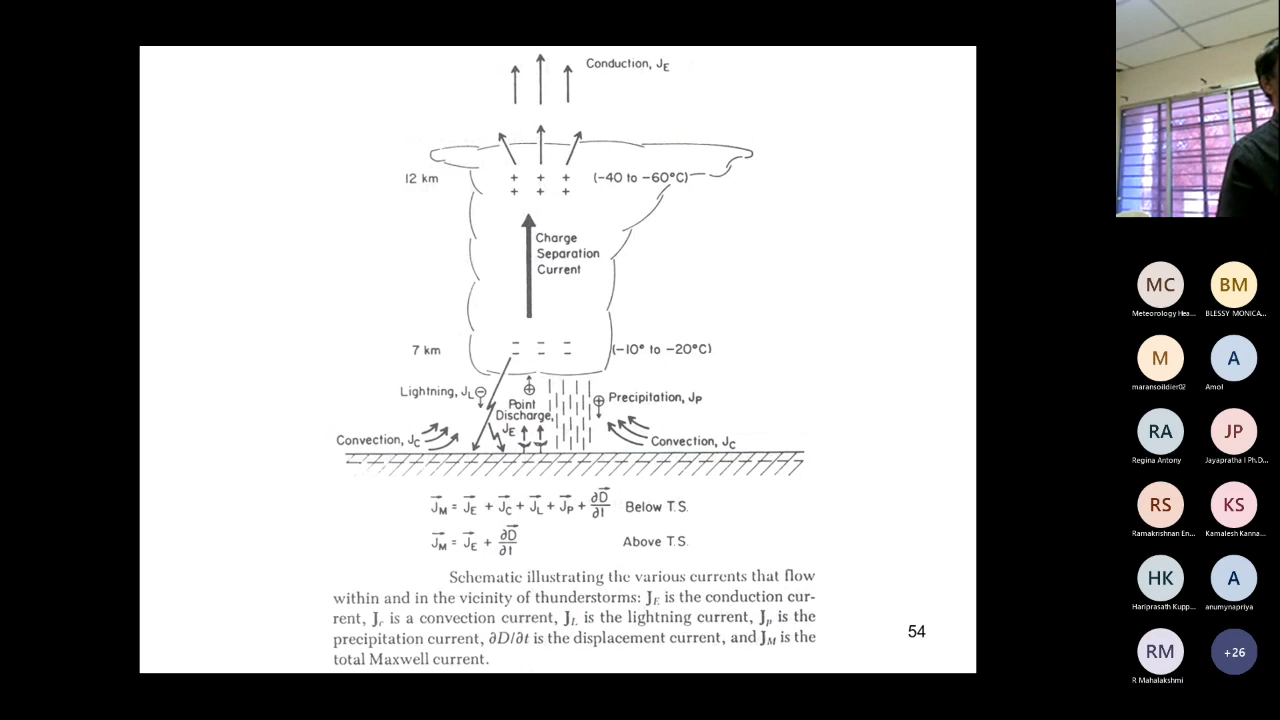 Conduction, J_E
12 km
+ + +
+ + +
(-40 to -60°C)
Charge
Separation
Current
7 km
- - -
- - -
(-10° to -20°C)
Lightning, J_L
Point
Discharge,
J_E
Precipitation, J_P
Convection, J_C
Convection, J_C
J_M = J_E + J_C + J_L + J_P + ∂D/∂t Below T.S.
J_M = J_E + ∂D/∂t Above T.S.
Schematic illustrating the various currents that flow
within and in the vicinity of thunderstorms: J_E is the conduction cur-
rent, J_c is a convection current, J_L is the lightning current, J_p is the
precipitation current, ∂D/∂t is the displacement current, and J_M is the
total Maxwell current.
54
MC
Meteorology Hea...
BM
BLESSY MONICA...
M
maransoildier02
A
Amol
RA
Regina Antony
JP
Jayapratha I Ph.D...
RS
Ramakrishnan En...
KS
Kamalesh Kanna...
HK
Hariprasath Kupp...
A
anumynapriya
RM
R Mahalakshmi
+26